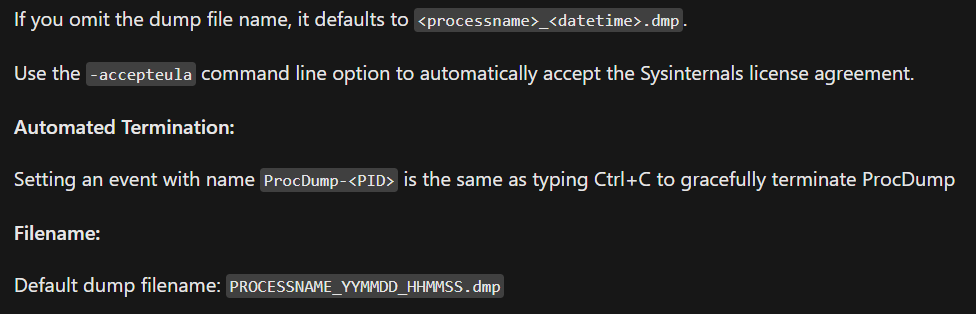 If you omit the dump file name, it defaults to <processname>_<datetime>.dmp.
Use the -accepteula command line option to automatically accept the Sysinternals license agreement.
Automated Termination:
Setting an event with name ProcDump-<PID> is the same as typing Ctrl+C to gracefully terminate ProcDump
Filename:
Default dump filename: PROCESSNAME_YYMMDD_HHMMSS.dmp